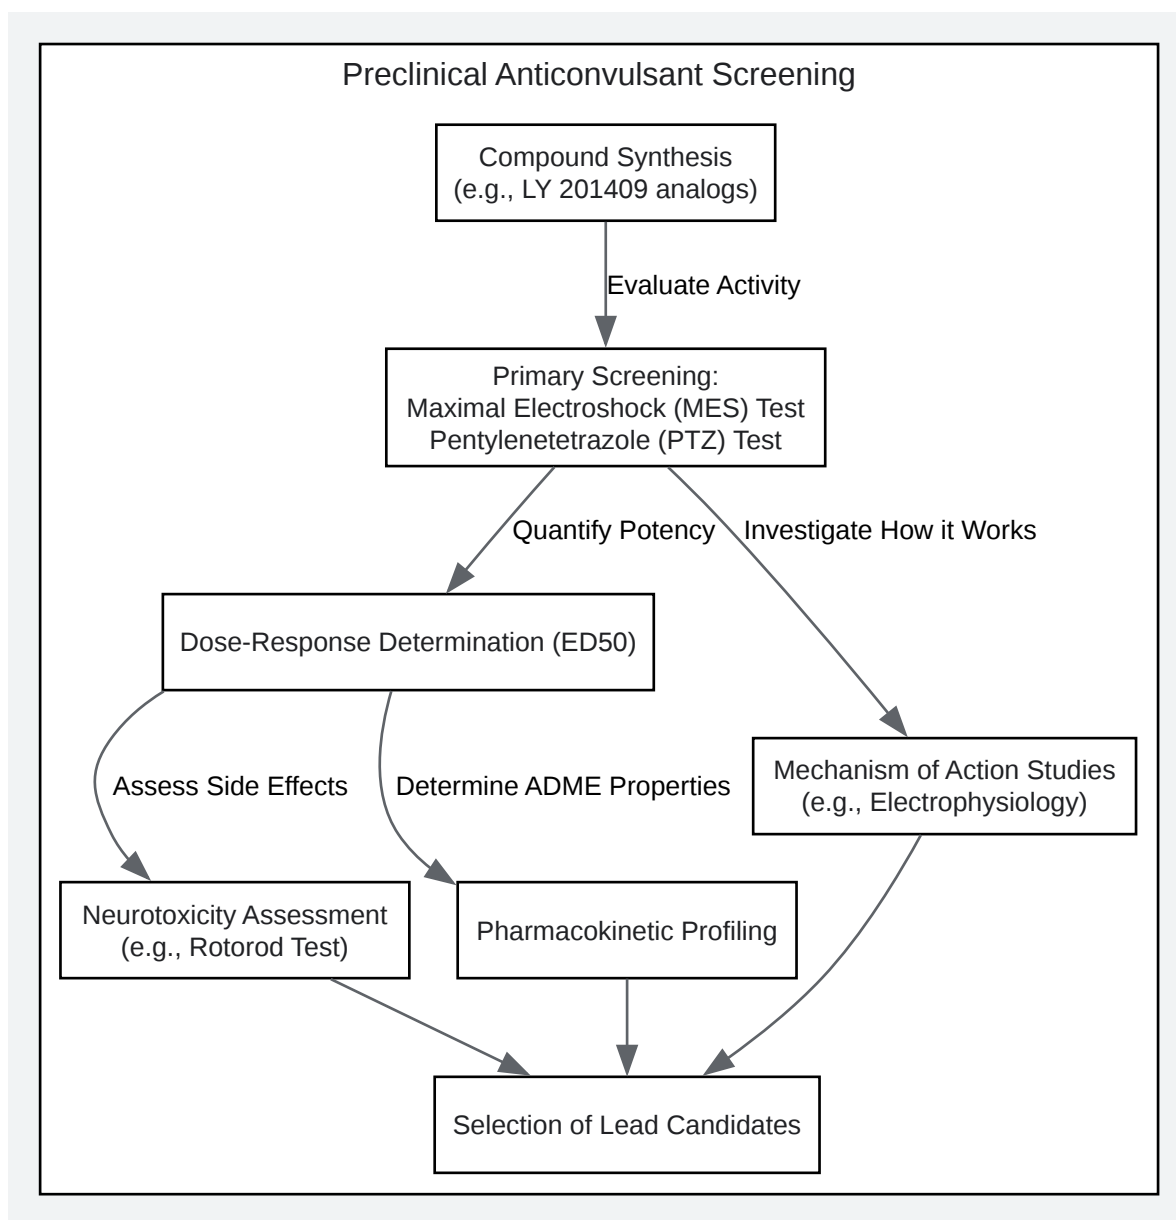 Preclinical Anticonvulsant Screening
Compound Synthesis
(e.g., LY 201409 analogs)
Evaluate Activity
Primary Screening:
Maximal Electroshock (MES) Test
Pentylenetetrazole (PTZ) Test
Quantify Potency
Investigate How it Works
Dose-Response Determination (ED50)
Assess Side Effects
Determine ADME Properties
Mechanism of Action Studies
(e.g., Electrophysiology)
Neurotoxicity Assessment
(e.g., Rotorod Test)
Pharmacokinetic Profiling
Selection of Lead Candidates